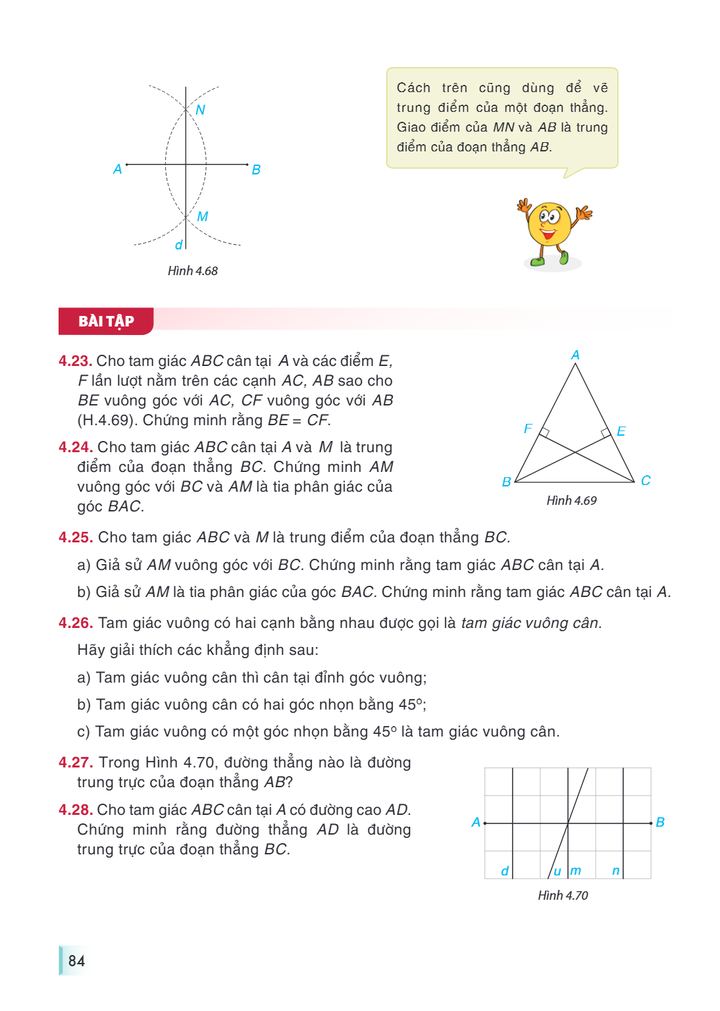 N
A
B
M
d
Hình 4.68
Cách trên cũng dùng để vẽ
trung điểm của một đoạn thẳng.
Giao điểm của MN và AB là trung
điểm của đoạn thẳng AB.
BÀI TẬP
4.23. Cho tam giác ABC cân tại A và các điểm E,
F lần lượt nằm trên các cạnh AC, AB sao cho
BE vuông góc với AC, CF vuông góc với AB
(H.4.69). Chứng minh rằng BE = CF.
4.24. Cho tam giác ABC cân tại A và M là trung
điểm của đoạn thẳng BC. Chứng minh AM
vuông góc với BC và AM là tia phân giác của
góc BAC.
A
F
E
B
C
Hình 4.69
4.25. Cho tam giác ABC và M là trung điểm của đoạn thẳng BC.
a) Giả sử AM vuông góc với BC. Chứng minh rằng tam giác ABC cân tại A.
b) Giả sử AM là tia phân giác của góc BAC. Chứng minh rằng tam giác ABC cân tại A.
4.26. Tam giác vuông có hai cạnh bằng nhau được gọi là tam giác vuông cân.
Hãy giải thích các khẳng định sau:
a) Tam giác vuông cân thì cân tại đỉnh góc vuông;
b) Tam giác vuông cân có hai góc nhọn bằng 45º;
c) Tam giác vuông có một góc nhọn bằng 45º là tam giác vuông cân.
4.27. Trong Hình 4.70, đường thẳng nào là đường
trung trực của đoạn thẳng AB?
4.28. Cho tam giác ABC cân tại A có đường cao AD.
Chứng minh rằng đường thẳng AD là đường
trung trực của đoạn thẳng BC.
A
B
d u m n
Hình 4.70
84